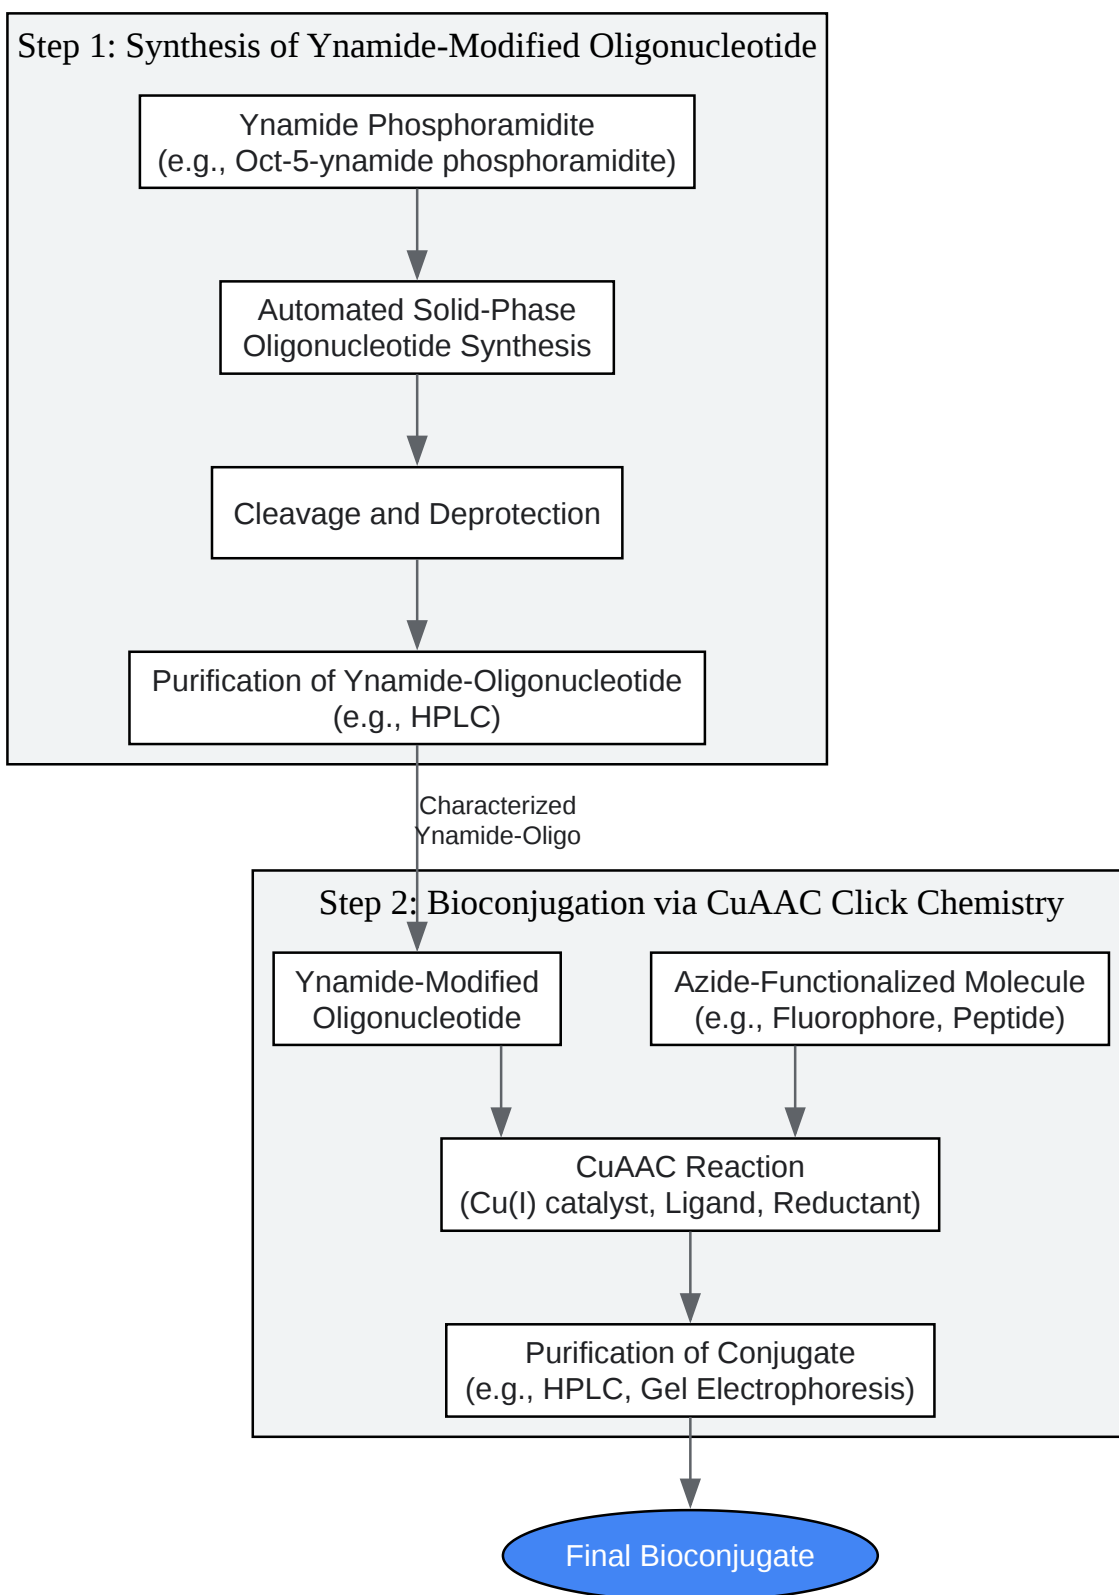 Step 1: Synthesis of Ynamide-Modified Oligonucleotide
Ynamide Phosphoramidite
(e.g., Oct-5-ynamide phosphoramidite)
Automated Solid-Phase
Oligonucleotide Synthesis
Cleavage and Deprotection
Purification of Ynamide-Oligonucleotide
(e.g., HPLC)
Characterized
Ynamide-Oligo
Step 2: Bioconjugation via CuAAC Click Chemistry
Ynamide-Modified
Oligonucleotide
Azide-Functionalized Molecule
(e.g., Fluorophore, Peptide)
CuAAC Reaction
(Cu(I) catalyst, Ligand, Reductant)
Purification of Conjugate
(e.g., HPLC, Gel Electrophoresis)
Final Bioconjugate